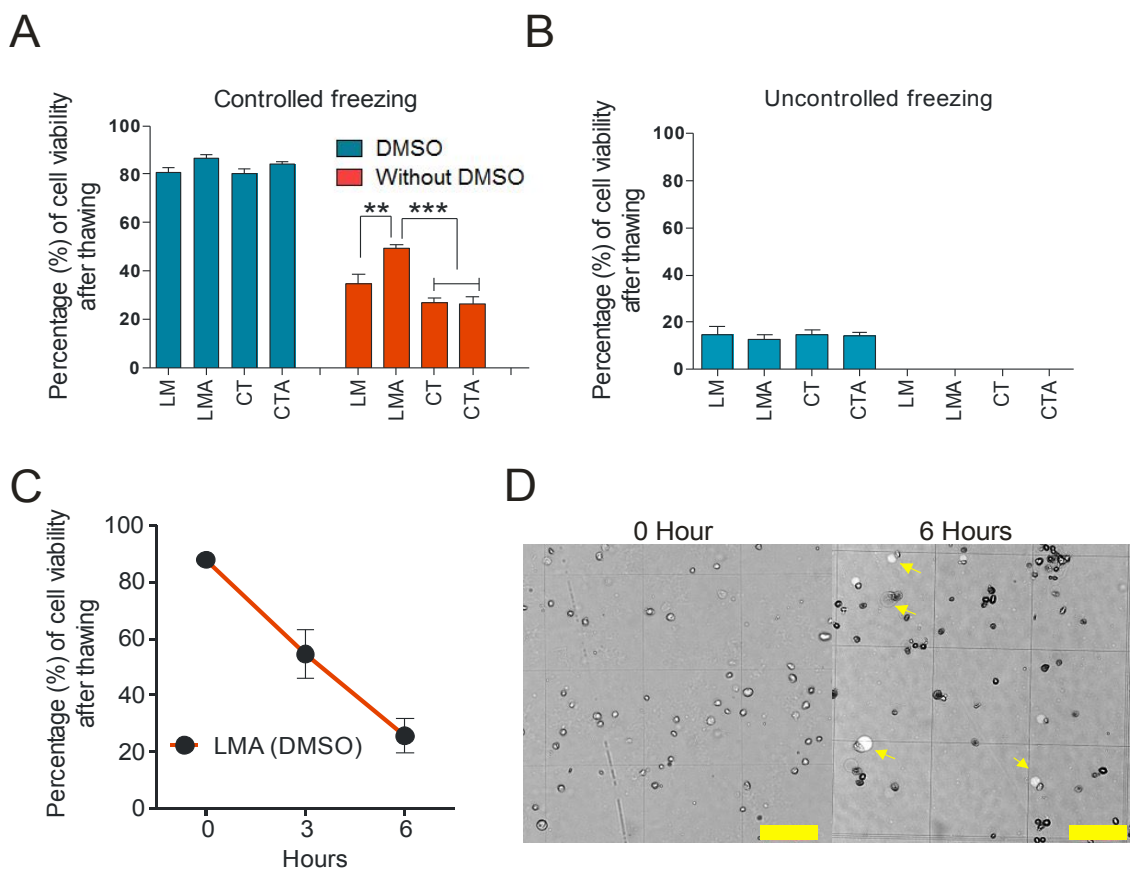 A
Controlled freezing
Percentage (%) of cell viability
after thawing
100
80
60
40
20
0
DMSO
Without DMSO
**
***
LM
LMA
CT
CTA
LM
LMA
CT
CTA
B
Uncontrolled freezing
Percentage (%) of cell viability
after thawing
100
80
60
40
20
0
LM
LMA
CT
CTA
LM
LMA
CT
CTA
C
Percentage (%) of cell viability
after thawing
100
80
60
40
20
0
LMA (DMSO)
0
3
6
Hours
D
0 Hour
6 Hours